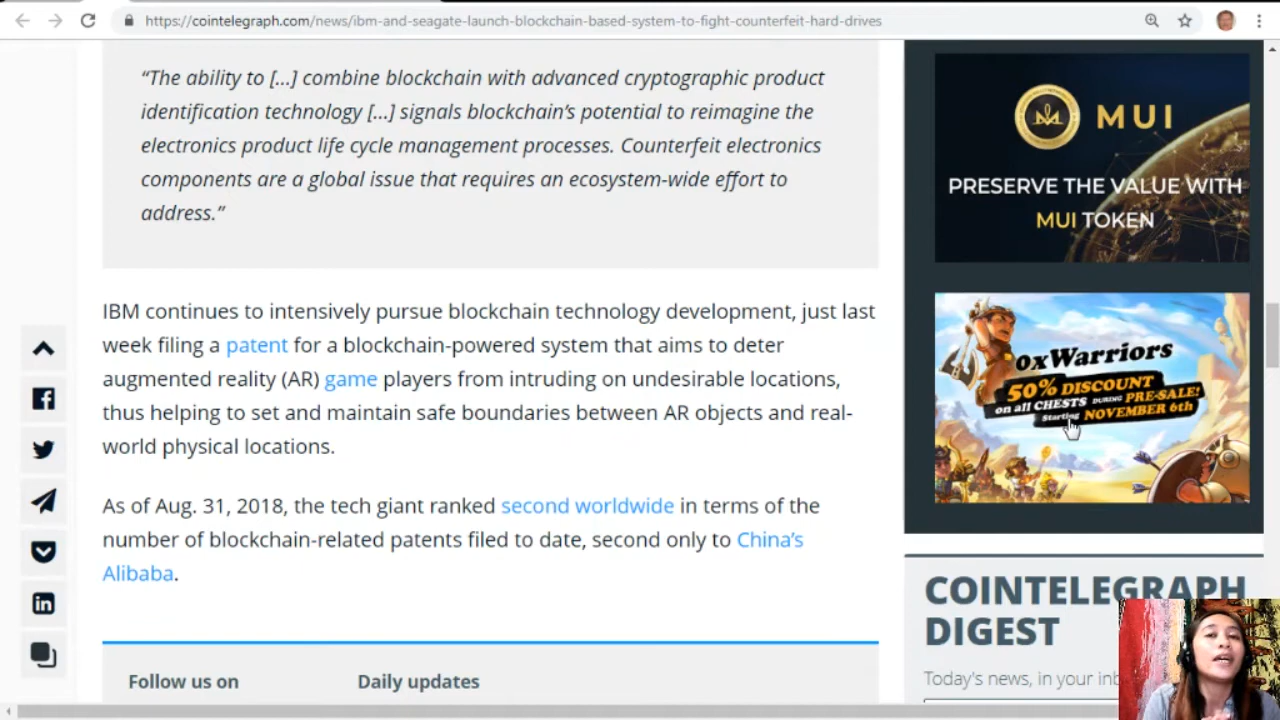 https://cointelegraph.com/news/ibm-and-seagate-launch-blockchain-based-system-to-fight-counterfeit-hard-drives
“The ability to [...] combine blockchain with advanced cryptographic product
identification technology [...] signals blockchain’s potential to reimagine the
electronics product life cycle management processes. Counterfeit electronics
components are a global issue that requires an ecosystem-wide effort to
address.”
IBM continues to intensively pursue blockchain technology development, just last
week filing a patent for a blockchain-powered system that aims to deter
augmented reality (AR) game players from intruding on undesirable locations,
thus helping to set and maintain safe boundaries between AR objects and real-
world physical locations.
As of Aug. 31, 2018, the tech giant ranked second worldwide in terms of the
number of blockchain-related patents filed to date, second only to China’s
Alibaba.
Follow us on
Daily updates
MUI
PRESERVE THE VALUE WITH
MUI TOKEN
0xWarriors
50% DISCOUNT
on all CHESTS DURING PRE-SALE!
Starting NOVEMBER 6th
COINTELEGRAPH
DIGEST
Today's news, in your